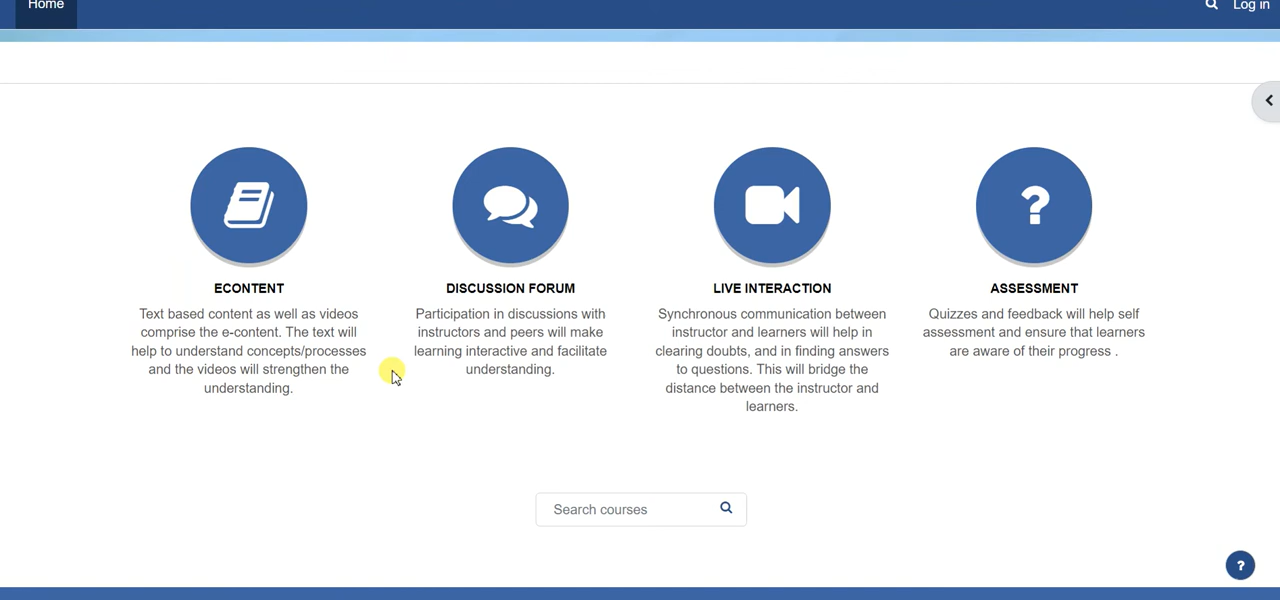 Home
Log in
ECONTENT
Text based content as well as videos
comprise the e-content. The text will
help to understand concepts/processes
and the videos will strengthen the
understanding.
DISCUSSION FORUM
Participation in discussions with
instructors and peers will make
learning interactive and facilitate
understanding.
LIVE INTERACTION
Synchronous communication between
instructor and learners will help in
clearing doubts, and in finding answers
to questions. This will bridge the
distance between the instructor and
learners.
?
ASSESSMENT
Quizzes and feedback will help self
assessment and ensure that learners
are aware of their progress .
Search courses
?